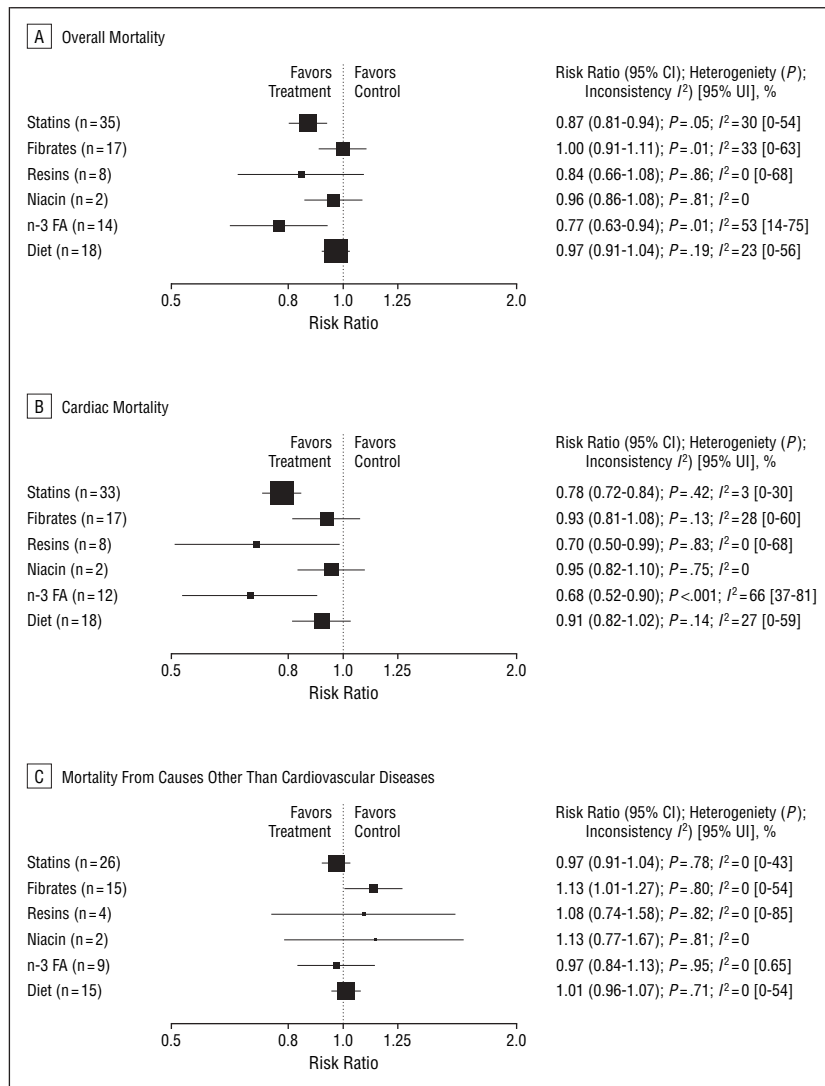 A Overall Mortality
Favors Treatment
Favors Control
Risk Ratio (95% CI); Heterogeniety (P);
Inconsistency I²) [95% UI], %
Statins (n = 35) 0.87 (0.81-0.94); P = .05; I² = 30 [0-54]
Fibrates (n = 17) 1.00 (0.91-1.11); P = .01; I² = 33 [0-63]
Resins (n = 8) 0.84 (0.66-1.08); P = .86; I² = 0 [0-68]
Niacin (n = 2) 0.96 (0.86-1.08); P = .81; I² = 0
n-3 FA (n = 14) 0.77 (0.63-0.94); P = .01; I² = 53 [14-75]
Diet (n = 18) 0.97 (0.91-1.04); P = .19; I² = 23 [0-56]
0.5 0.8 1.0 1.25 2.0
Risk Ratio
B Cardiac Mortality
Favors Treatment
Favors Control
Risk Ratio (95% CI); Heterogeniety (P);
Inconsistency I²) [95% UI], %
Statins (n = 33) 0.78 (0.72-0.84); P = .42; I² = 3 [0-30]
Fibrates (n = 17) 0.93 (0.81-1.08); P = .13; I² = 28 [0-60]
Resins (n = 8) 0.70 (0.50-0.99); P = .83; I² = 0 [0-68]
Niacin (n = 2) 0.95 (0.82-1.10); P = .75; I² = 0
n-3 FA (n = 12) 0.68 (0.52-0.90); P <.001; I² = 66 [37-81]
Diet (n = 18) 0.91 (0.82-1.02); P = .14; I² = 27 [0-59]
0.5 0.8 1.0 1.25 2.0
Risk Ratio
C Mortality From Causes Other Than Cardiovascular Diseases
Favors Treatment
Favors Control
Risk Ratio (95% CI); Heterogeniety (P);
Inconsistency I²) [95% UI], %
Statins (n = 26) 0.97 (0.91-1.04); P = .78; I² = 0 [0-43]
Fibrates (n = 15) 1.13 (1.01-1.27); P = .80; I² = 0 [0-54]
Resins (n = 4) 1.08 (0.74-1.58); P = .82; I² = 0 [0-85]
Niacin (n = 2) 1.13 (0.77-1.67); P = .81; I² = 0
n-3 FA (n = 9) 0.97 (0.84-1.13); P = .95; I² = 0 [0.65]
Diet (n = 15) 1.01 (0.96-1.07); P = .71; I² = 0 [0-54]
0.5 0.8 1.0 1.25 2.0
Risk Ratio